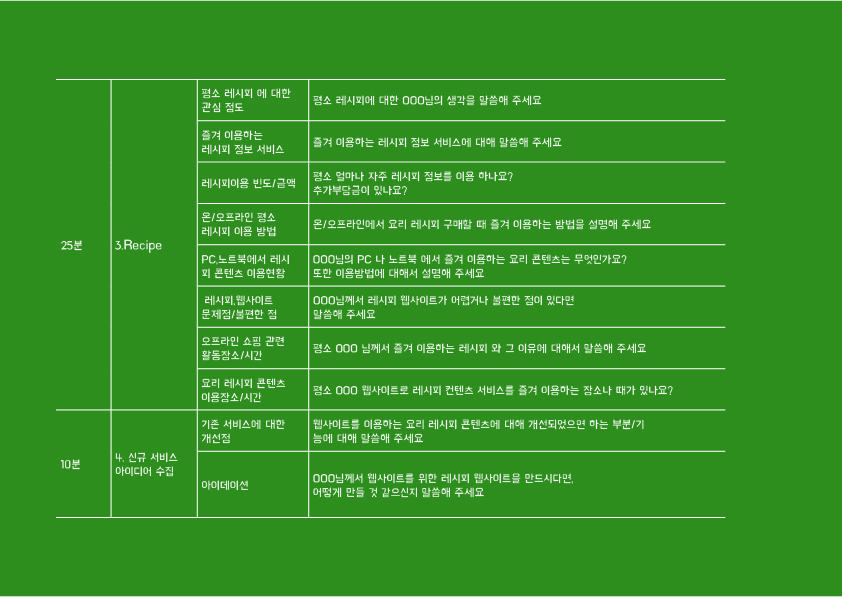 25분
3.Recipe
평소 레시피 에 대한
관심 정도
평소 레시피에 대한 OOO님의 생각을 말씀해 주세요
즐겨 이용하는
레시피 정보 서비스
즐겨 이용하는 레시피 정보 서비스에 대해 말씀해 주세요
레시피이용 빈도/금액
평소 얼마나 자주 레시피 정보를 이용 하나요?
추가부담금이 있나요?
온/오프라인 평소
레시피 이용 방법
온/오프라인에서 요리 레시피 구매할 때 즐겨 이용하는 방법을 설명해 주세요
PC,노트북에서 레시
피 콘텐츠 이용현황
OOO님의 PC 나 노트북 에서 즐겨 이용하는 요리 콘텐츠는 무엇인가요?
또한 이용방법에 대해서 설명해 주세요
레시피,웹사이트
문제점/불편한 점
OOO님께서 레시피 웹사이트가 어렵거나 불편한 점이 있다면
말씀해 주세요
오프라인 쇼핑 관련
활동장소/시간
평소 OOO 님께서 즐겨 이용하는 레시피 와 그 이유에 대해서 말씀해 주세요
요리 레시피 콘텐츠
이용장소/시간
평소 OOO 웹사이트로 레시피 컨텐츠 서비스를 즐겨 이용하는 장소나 때가 있나요?
10분
4. 신규 서비스
아이디어 수집
기존 서비스에 대한
개선점
웹사이트를 이용하는 요리 레시피 콘텐츠에 대해 개선되었으면 하는 부분/기
능에 대해 말씀해 주세요
아이데이션
OOO님께서 웹사이트를 위한 레시피 웹사이트를 만드시다면,
어떻게 만들 것 같으신지 말씀해 주세요